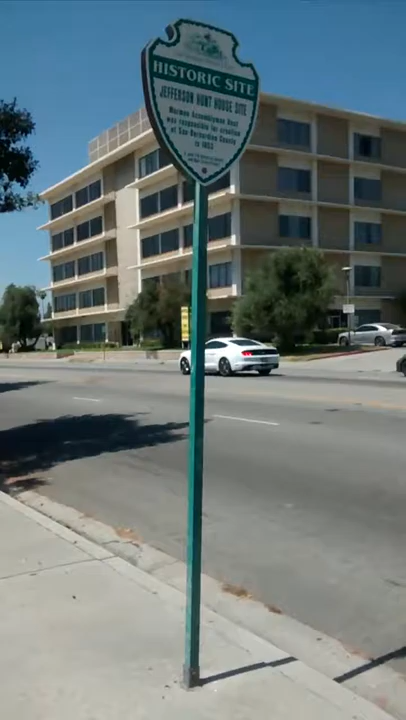 HISTORIC SITE
JEFFERSON HUNT HOUSE SITE
Mormon Assemblyman Hunt
was responsible for creation
of San Bernardino County
in 1853